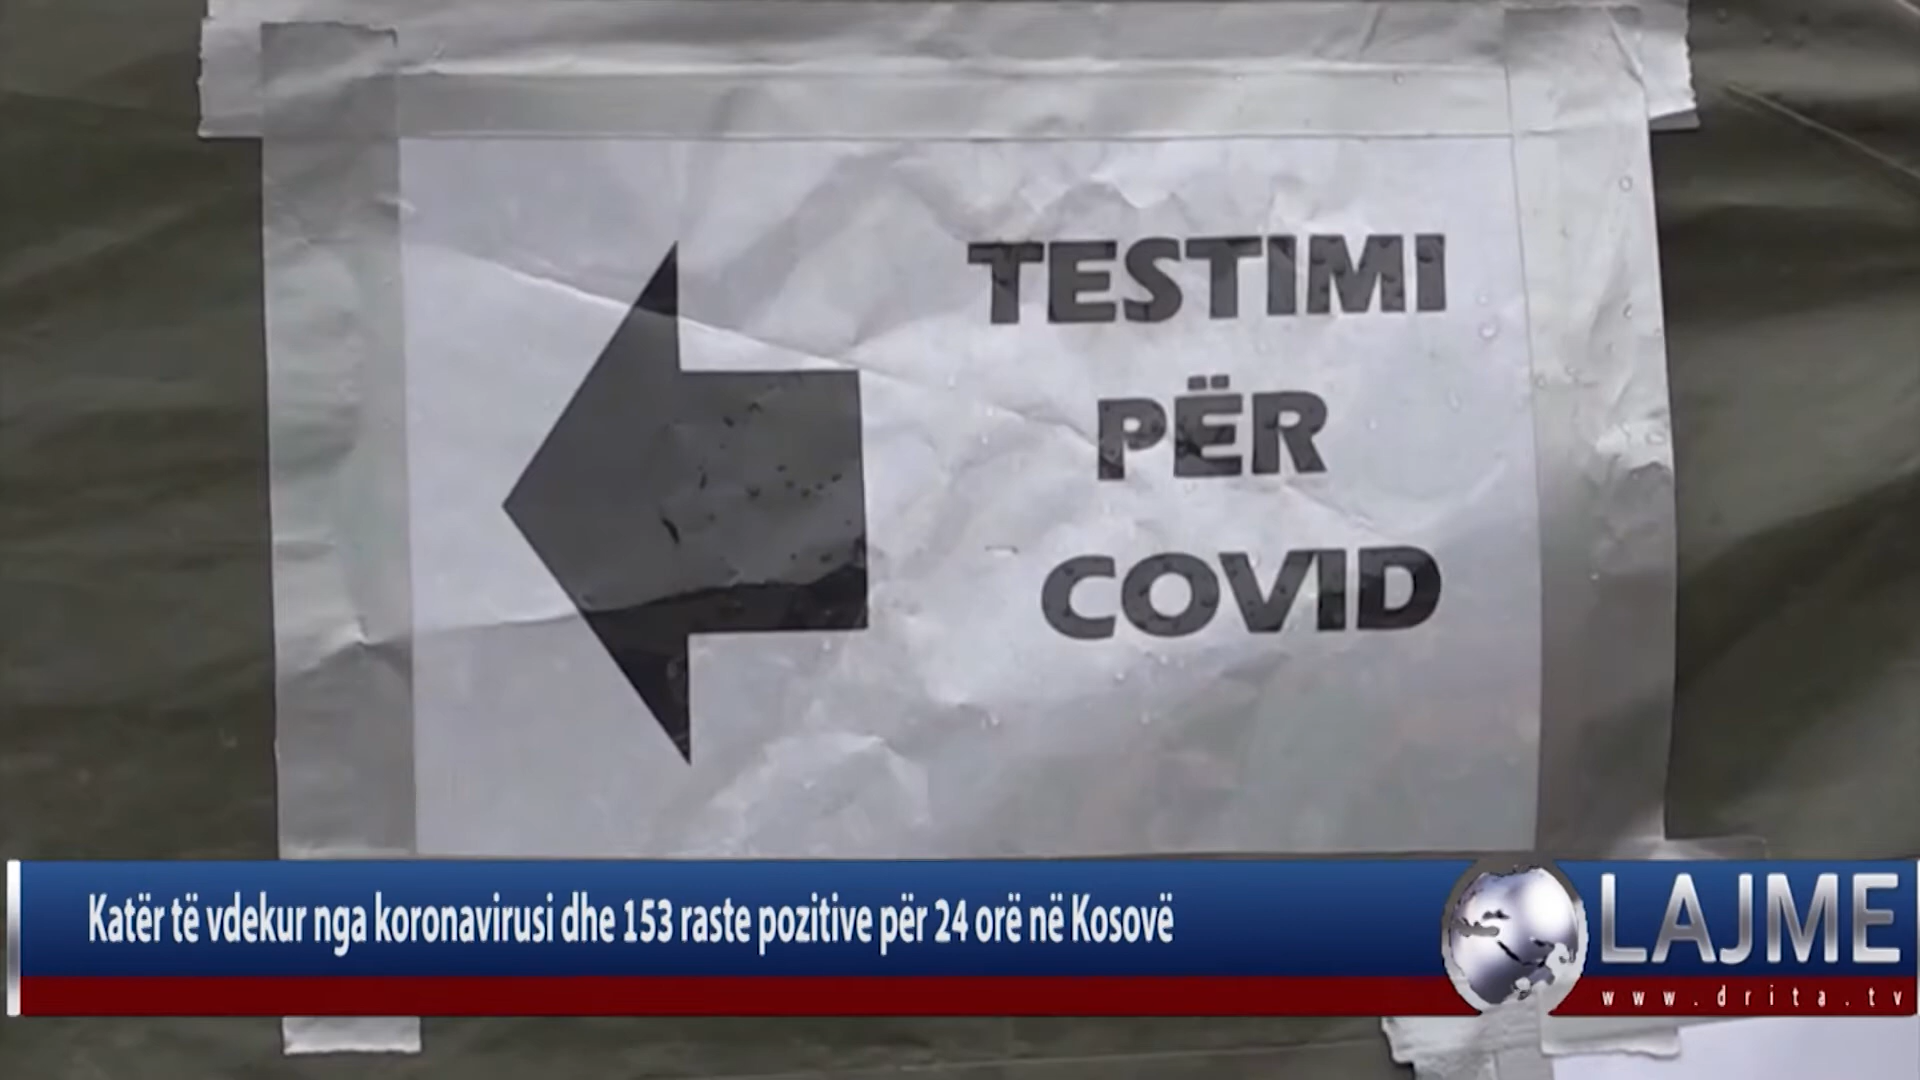 TESTIMI
PËR
COVID
Katër të vdekur nga koronavirusi dhe 153 raste pozitive për 24 orë në Kosovë
LAJME
www.drita.tv